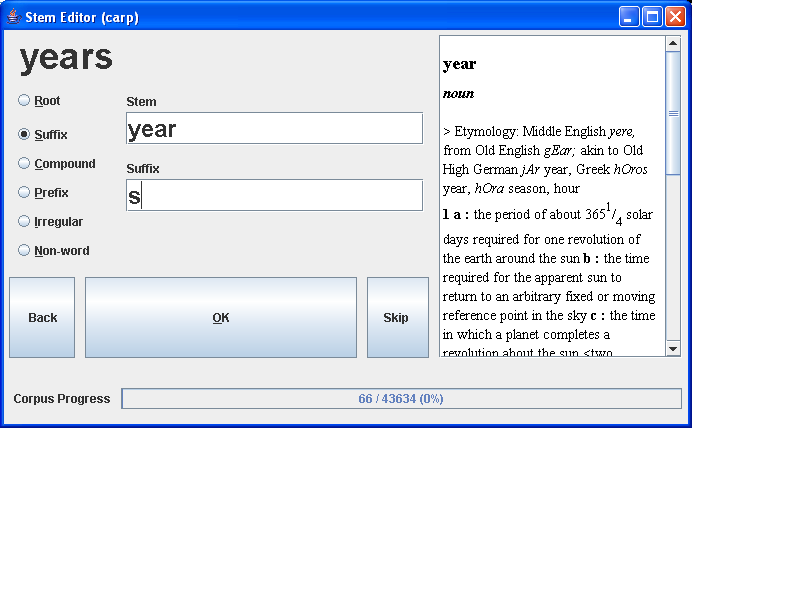 Stem Editor (carp)
years
Root
Suffix
Compound
Prefix
Irregular
Non-word
Stem
year
Suffix
s
Back
OK
Skip
year
noun
> Etymology: Middle English yere,
from Old English gEar; akin to Old
High German jAr year, Greek hOros
year, hOra season, hour
1 a : the period of about 365 1/4 solar
days required for one revolution of
the earth around the sun b : the time
required for the apparent sun to
return to an arbitrary fixed or moving
reference point in the sky c : the time
in which a planet completes a
revolution about the sun <two
Corpus Progress
66 / 43634 (0%)